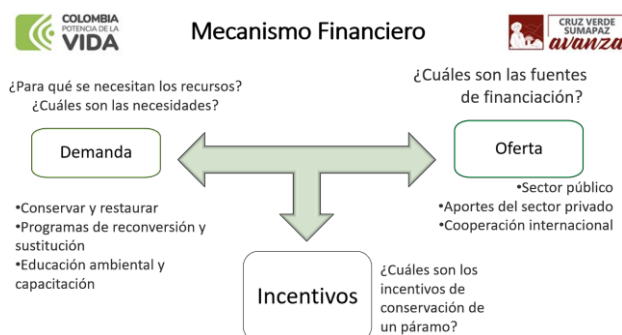 COLOMBIA
POTENCIA DE LA
VIDA
Mecanismo Financiero
CRUZ VERDE
SUMAPAZ
avanza
¿Para qué se necesitan los recursos?
¿Cuáles son las necesidades?
¿Cuáles son las fuentes
de financiación?
Demanda
Oferta
•Conservar y restaurar
•Programas de reconversión y
sustitución
•Educación ambiental y
capacitación
•Sector público
•Aportes del sector privado
•Cooperación internacional
Incentivos
¿Cuáles son los
incentivos de
conservación de
un páramo?